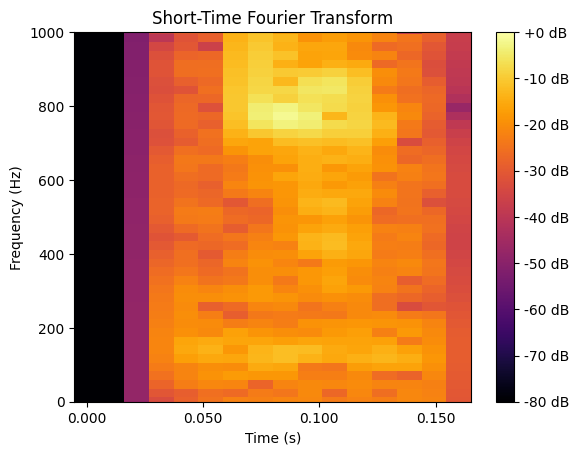 Short-Time Fourier Transform
Frequency (Hz)
1000
800
600
400
200
0
0.000
0.050
0.100
0.150
Time (s)
+0 dB
-10 dB
-20 dB
-30 dB
-40 dB
-50 dB
-60 dB
-70 dB
-80 dB